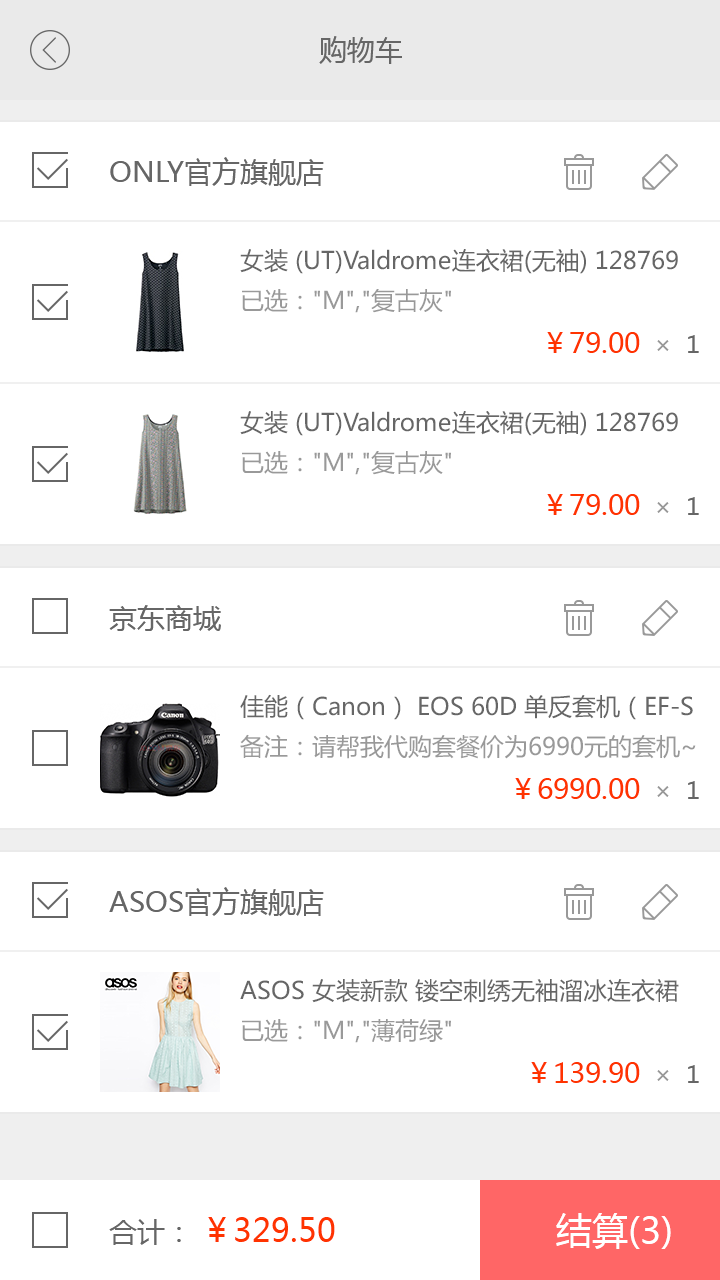 购物车
ONLY官方旗舰店
女装 (UT)Valdrome连衣裙(无袖) 128769
已选："M","复古灰"
¥ 79.00 × 1
女装 (UT)Valdrome连衣裙(无袖) 128769
已选："M","复古灰"
¥ 79.00 × 1
京东商城
Canon
佳能（Canon） EOS 60D 单反套机（EF-S
备注：请帮我代购套餐价为6990元的套机~
¥ 6990.00 × 1
ASOS官方旗舰店
asos
ASOS 女装新款 镂空刺绣无袖溜冰连衣裙
已选："M","薄荷绿"
¥ 139.90 × 1
合计： ¥ 329.50
结算(3)